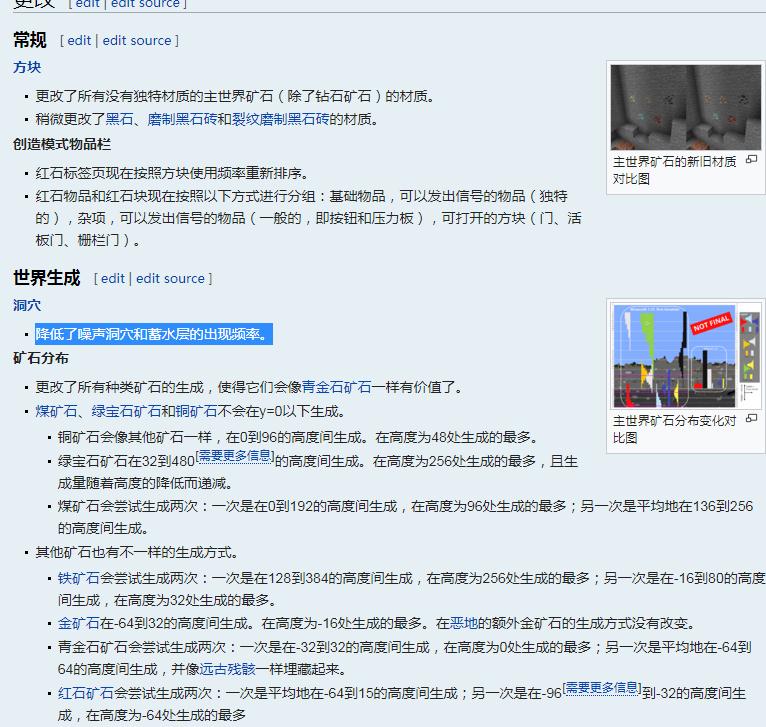 更改 [ edit | edit source ]
常规 [ edit | edit source ]
方块
更改了所有没有独特材质的主世界矿石（除了钻石矿石）的材质。
稍微更改了黑石、磨制黑石砖和裂纹磨制黑石砖的材质。
创造模式物品栏
红石标签页现在按照方块使用频率重新排序。
红石物品和红石块现在按照以下方式进行分组：基础物品，可以发出信号的物品（独特
的），杂项，可以发出信号的物品（一般的，即按钮和压力板），可打开的方块（门、活
板门、栅栏门）。
主世界矿石的新旧材质
对比图
世界生成 [ edit | edit source ]
洞穴
降低了噪声洞穴和蓄水层的出现频率。
矿石分布
更改了所有种类矿石的生成，使得它们会像青金石矿石一样有价值了。
煤矿石、绿宝石矿石和铜矿石不会在y=0以下生成。
铜矿石会像其他矿石一样，在0到96的高度间生成。在高度为48处生成的最多。
绿宝石矿石在32到480[需要更多信息]的高度间生成。在高度为256处生成的最多，且生
成量随着高度的降低而递减。
煤矿石会尝试生成两次：一次是在0到192的高度间生成，在高度为96处生成的最多；另一次是平均地在136到256
的高度间生成。
NOT FINAL
主世界矿石分布变化对
比图
其他矿石也有不一样的生成方式。
铁矿石会尝试生成两次：一次是在128到384的高度间生成，在高度为256处生成的最多；另一次是在-16到80的高度
间生成，在高度为32处生成的最多。
金矿石在-64到32的高度间生成。在高度为-16处生成的最多。在恶地的额外金矿石的生成方式没有改变。
青金石矿石会尝试生成两次：一次是在-32到32的高度间生成，在高度为0处生成的最多；另一次是平均地在-64到
64的高度间生成，并像远古残骸一样埋藏起来。
红石矿石会尝试生成两次：一次是平均地在-64到15的高度间生成；另一次是在-96[需要更多信息]到-32的高度间生
成，在高度为-64处生成的最多